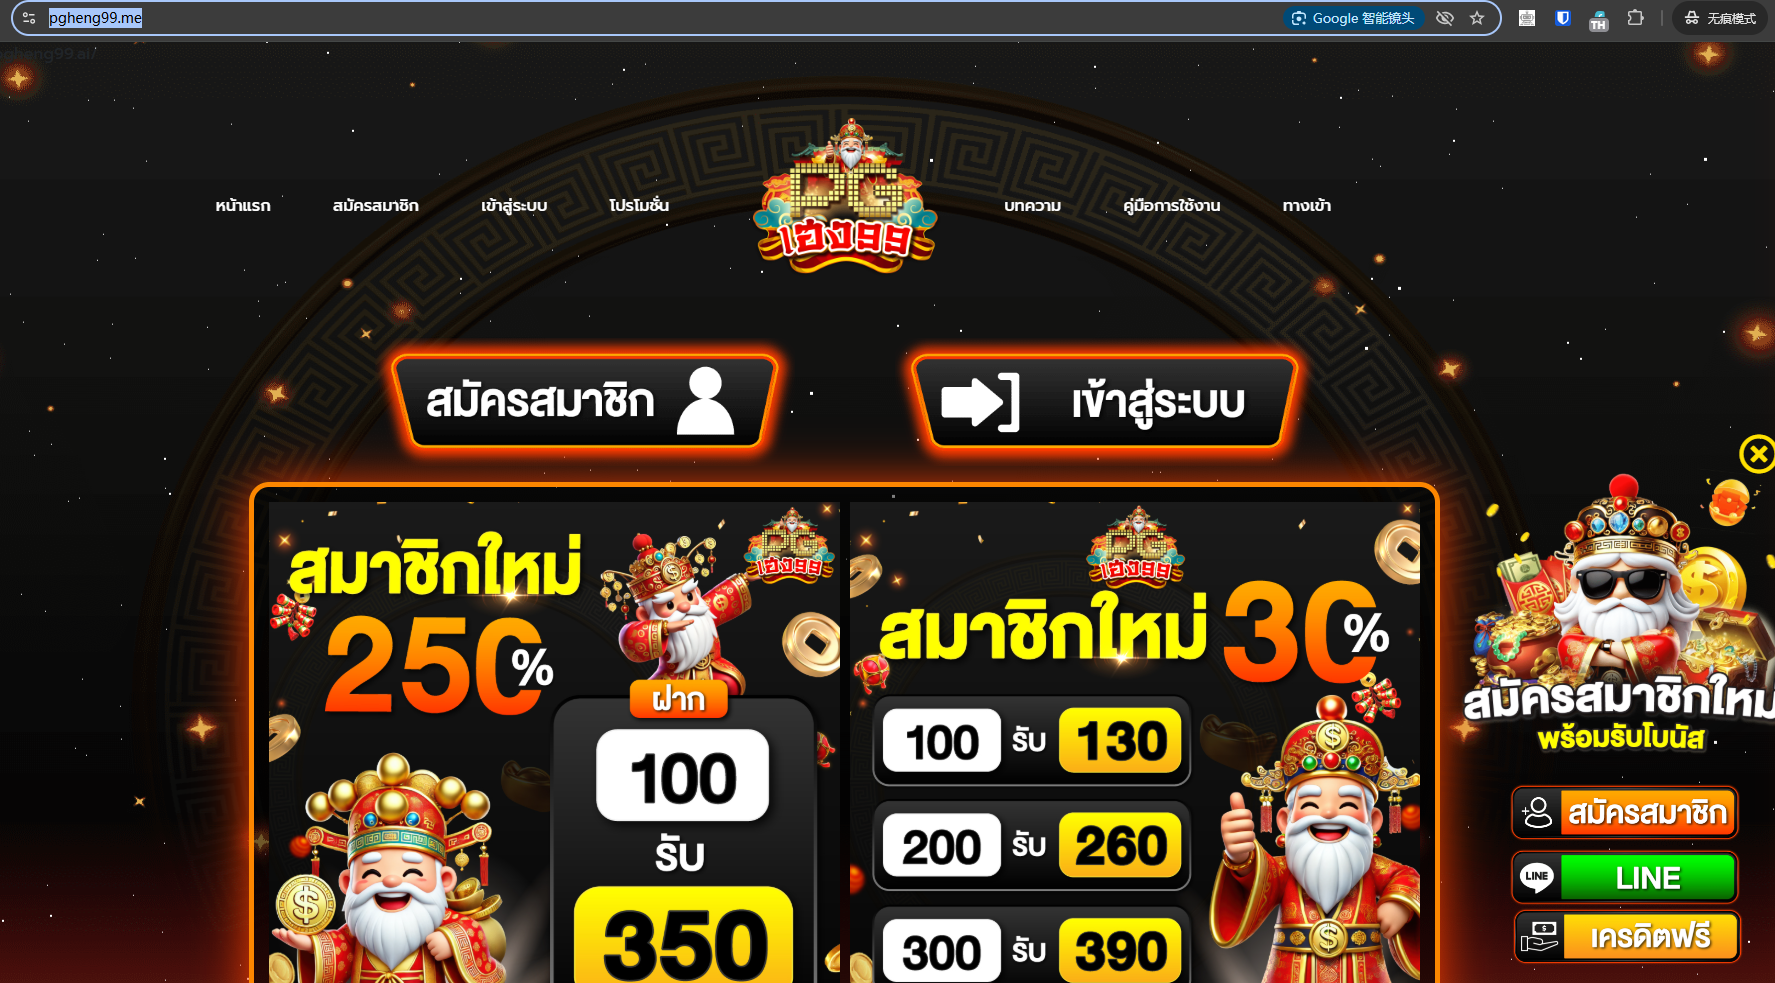 pgheng99.me
Google 智能镜头
TH
无痕模式
pgheng99.ai/
หน้าแรก
สมัครสมาชิก
เข้าสู่ระบบ
โปรโมชั่น
PG
เฮง99
บทความ
คู่มือการใช้งาน
ทางเข้า
สมัครสมาชิก
เข้าสู่ระบบ
สมาชิกใหม่
250%
PG
เฮง99
ฝาก
100
รับ
350
PG
เฮง99
สมาชิกใหม่ 30%
100 รับ 130
200 รับ 260
300 รับ 390
สมัครสมาชิกใหม่
พร้อมรับโบนัส
สมัครสมาชิก
LINE
LINE
เครดิตฟรี